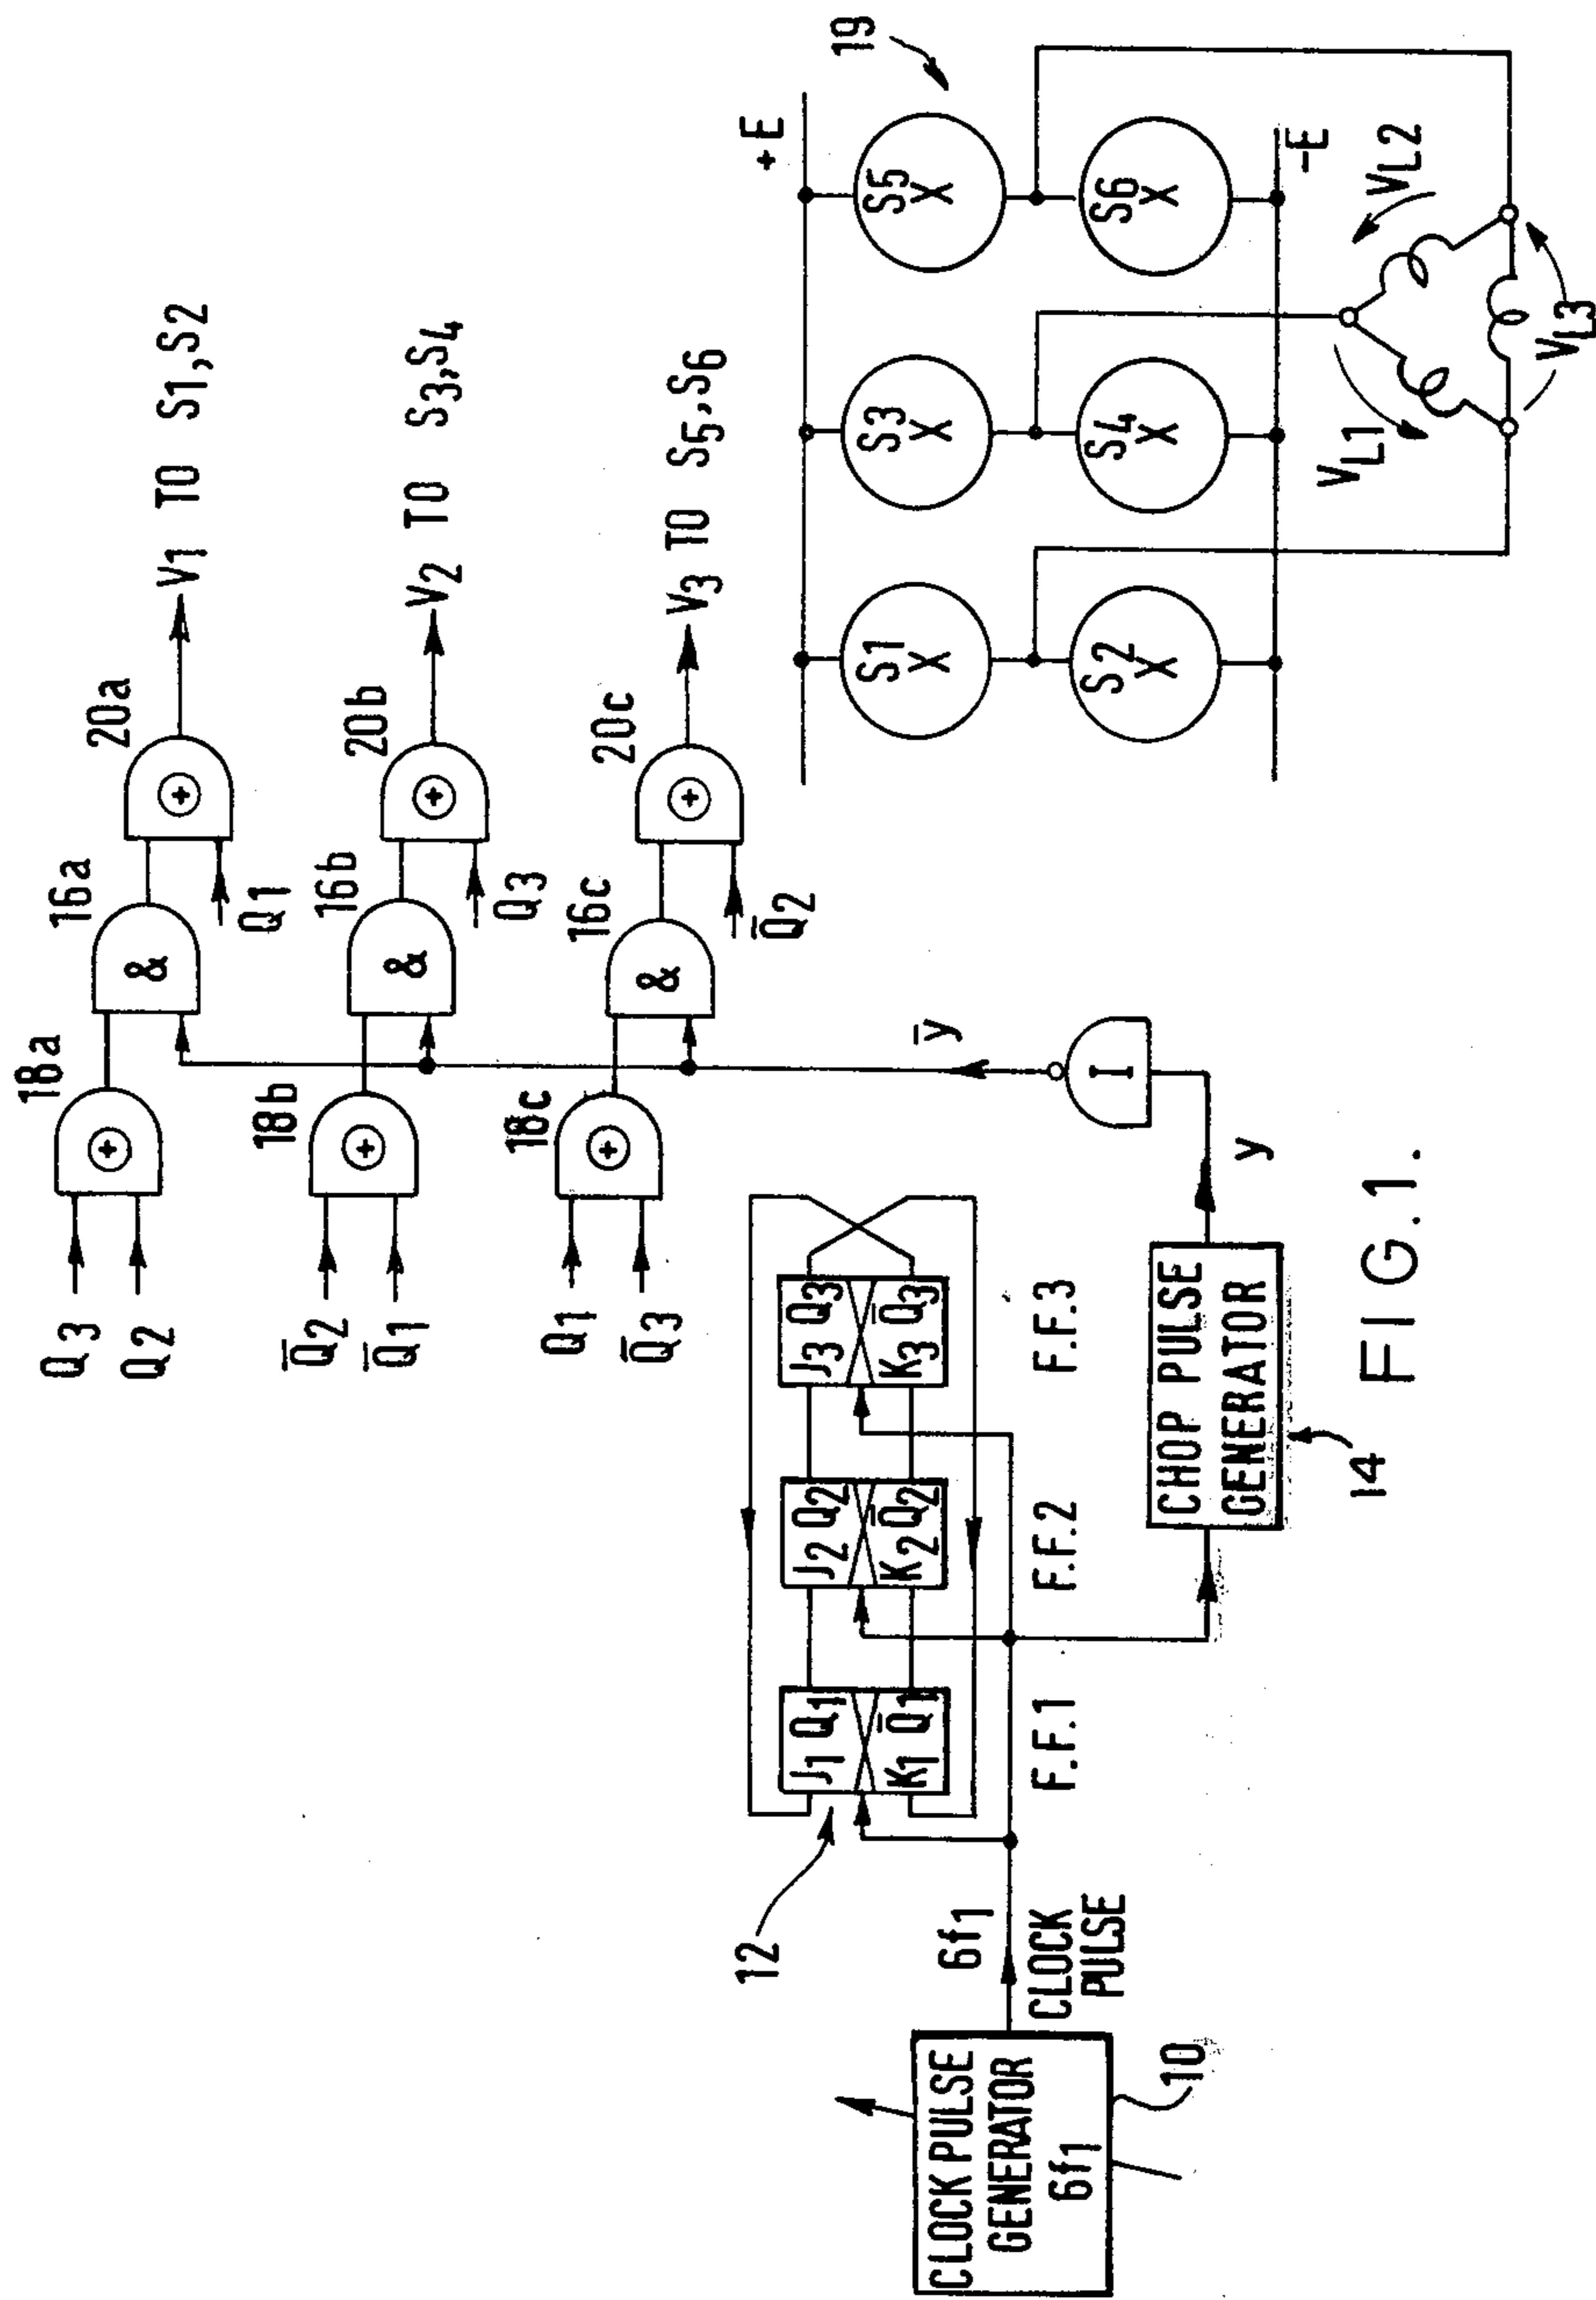 Q3
Q2
18a
16a
&
Q1
20a
V1 TO S1,S2
Q̄2
Q̄1
18b
16b
&
Q3
20b
V2 TO S3,S4
Q1
Q̄3
18c
16c
&
Q̄2
20c
V3 TO S5,S6
ȳ
I
y
CLOCK PULSE
GENERATOR
6f1
10
6f1
CLOCK
PULSE
12
J1 Q1
K1 Q̄1
F.F.1
J2 Q2
K2 Q̄2
F.F.2
J3 Q3
K3 Q̄3
F.F.3
CHOP PULSE
GENERATOR
14
+E
19
S1
X
S3
X
S5
X
S2
X
S4
X
S6
X
-E
VL1
VL2
VL3
FIG.1.